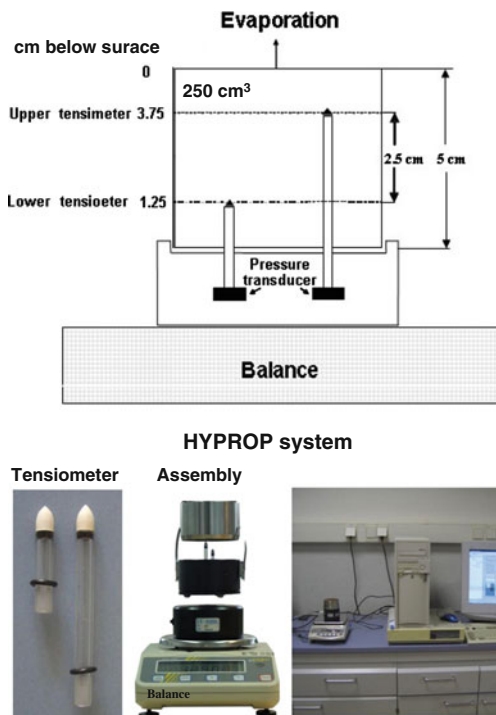 Evaporation
cm below surace
0
250 cm³
Upper tensimeter 3.75
2.5 cm
5 cm
Lower tensioeter 1.25
Pressure
transducer
Balance
HYPROP system
Tensiometer
Assembly
Balance